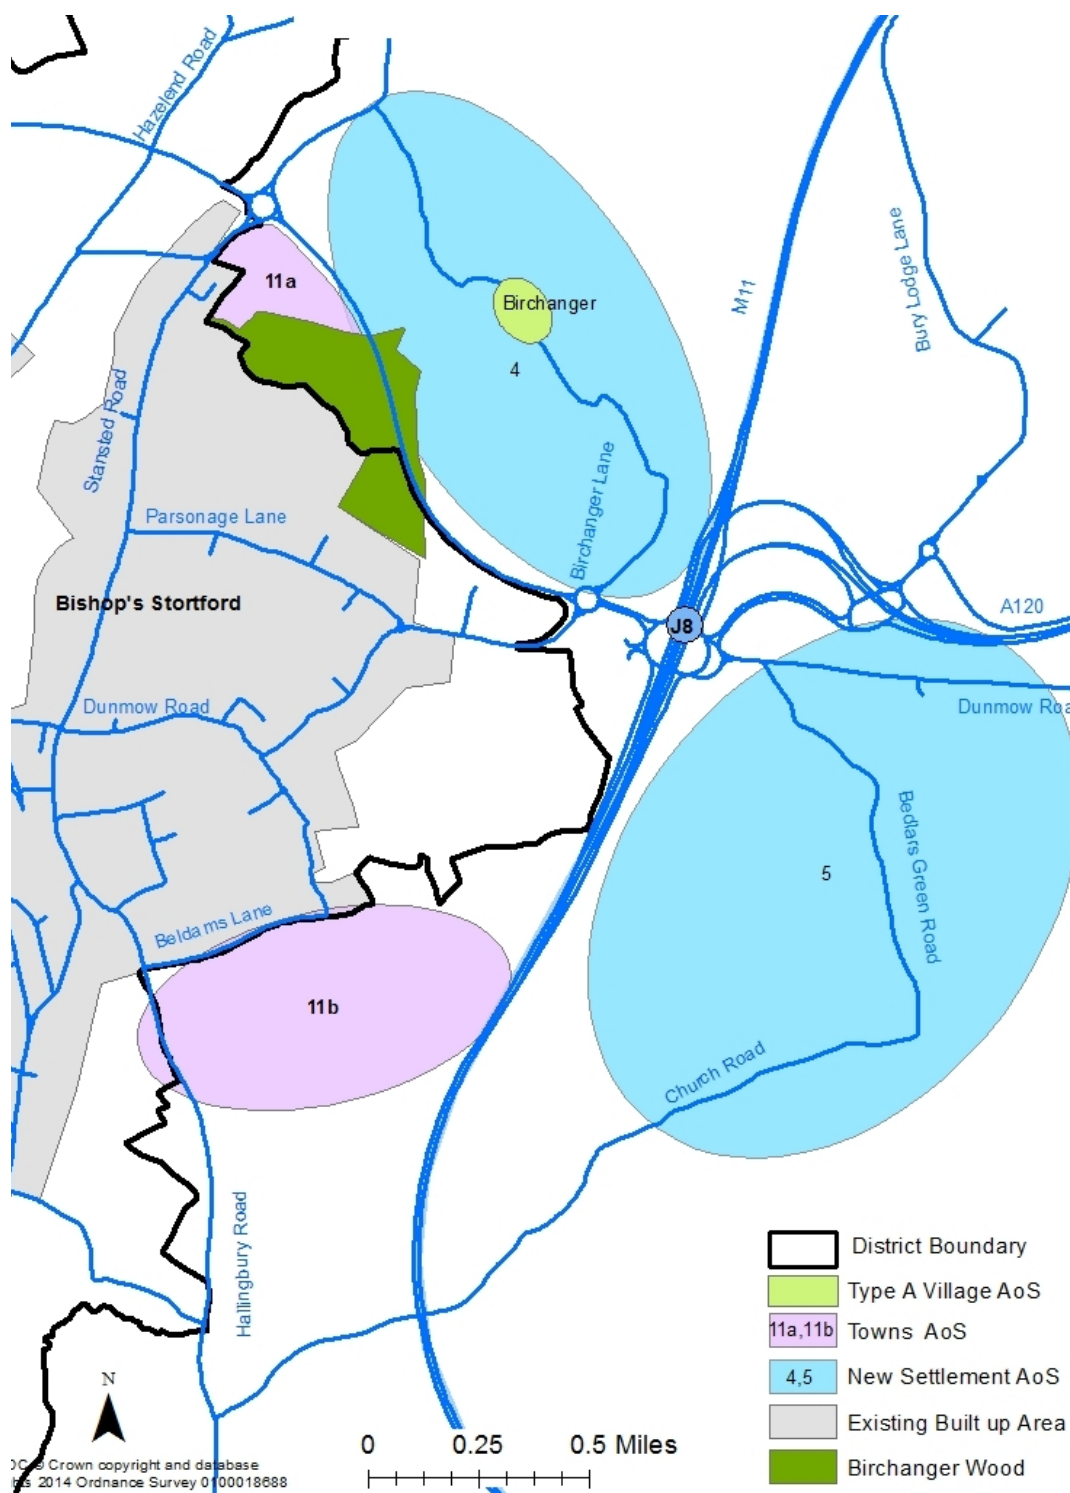 Hazelend Road
11a
Birchanger
4
M11
Bury Lodge Lane
Stansted Road
Parsonage Lane
Birchanger Lane
Bishop's Stortford
J8
A120
Dunmow Road
Dunmow Roa
Bedlars Green Road
5
Beldams Lane
11b
Church Road
Hallingbury Road
District Boundary
Type A Village AoS
11a,11b Towns AoS
4,5 New Settlement AoS
Existing Built up Area
Birchanger Wood
N
0 0.25 0.5 Miles
Crown copyright and database
2014 Ordnance Survey 0100018688